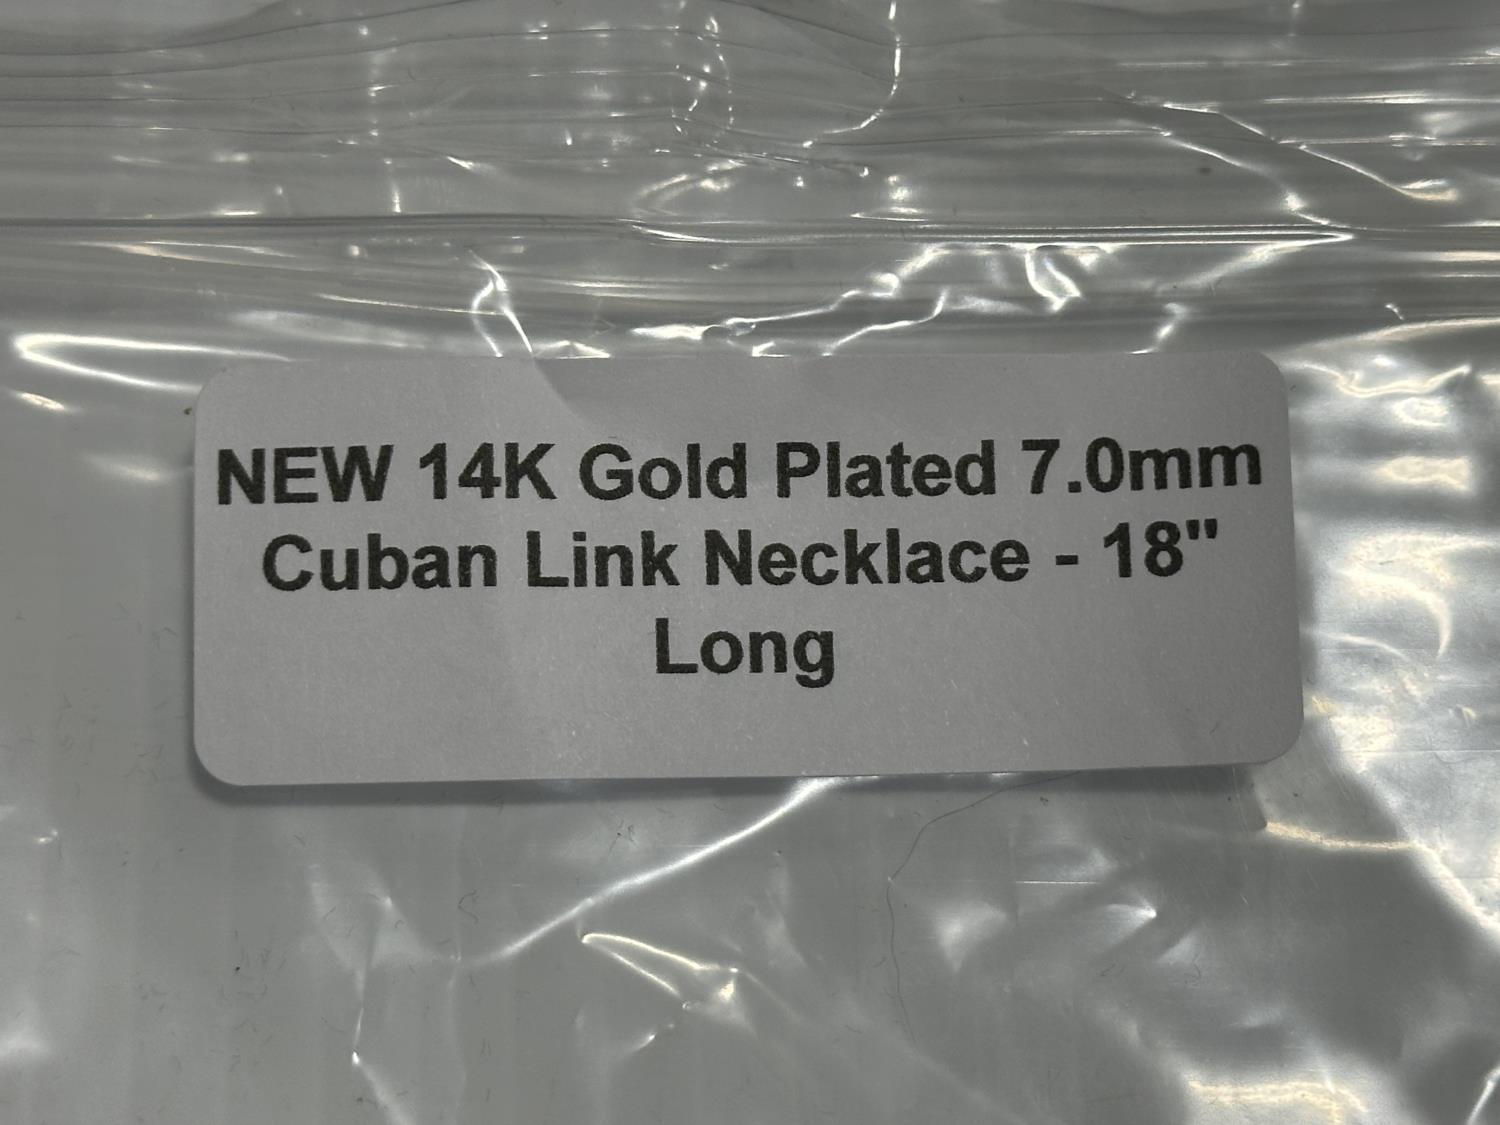 NEW 14K Gold Plated 7.0mm
Cuban Link Necklace - 18"
Long